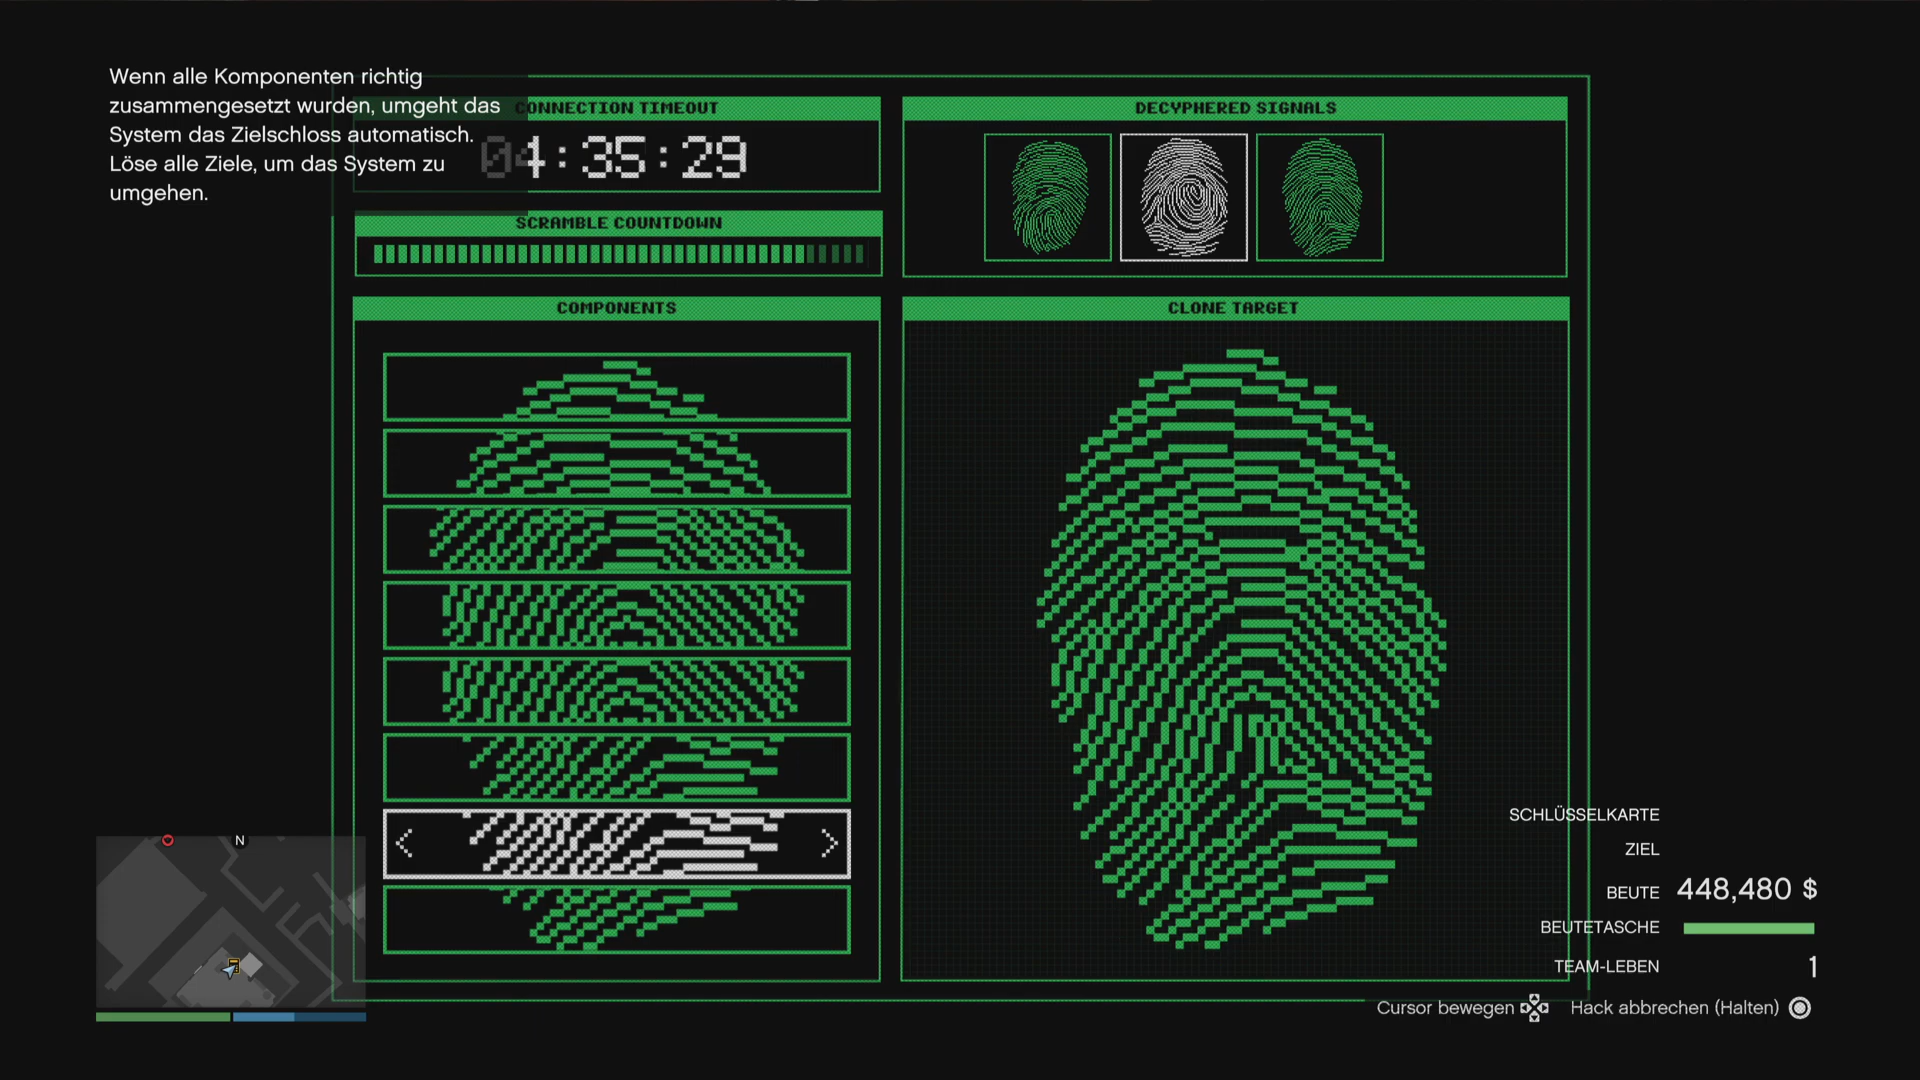 Wenn alle Komponenten richtig
zusammengesetzt wurden, umgeht das
System das Zielschloss automatisch.
Löse alle Ziele, um das System zu
umgehen.
CONNECTION TIMEOUT
04:35:29
SCRAMBLE COUNTDOWN
DECYPHERED SIGNALS
COMPONENTS
CLONE TARGET
N
SCHLÜSSELKARTE
ZIEL
BEUTE 448,480 $
BEUTETASCHE
TEAM-LEBEN 1
Cursor bewegen Hack abbrechen (Halten)